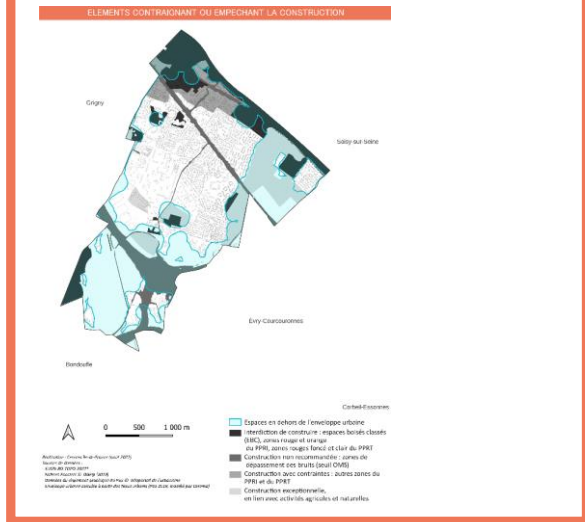 ELEMENTS CONTRAIGNANT OU EMPECHANT LA CONSTRUCTION
Grigny
Soisy-sur-Seine
Evry-Courcouronnes
Bondoufle
Corbeil-Essonnes
0 500 1 000 m
Espaces en dehors de l'enveloppe urbaine
Interdiction de construire : espaces boisés classés
(EBC), zones rouge et orange
du PPRI, zones rouges foncé et clair du PPRT
Construction non recommandée : zones de
dépassement des bruits (seuil OMS)
Construction avec contraintes : autres zones du
PPRI et du PPRT
Construction exceptionnelle,
en lien avec activités agricoles et naturelles